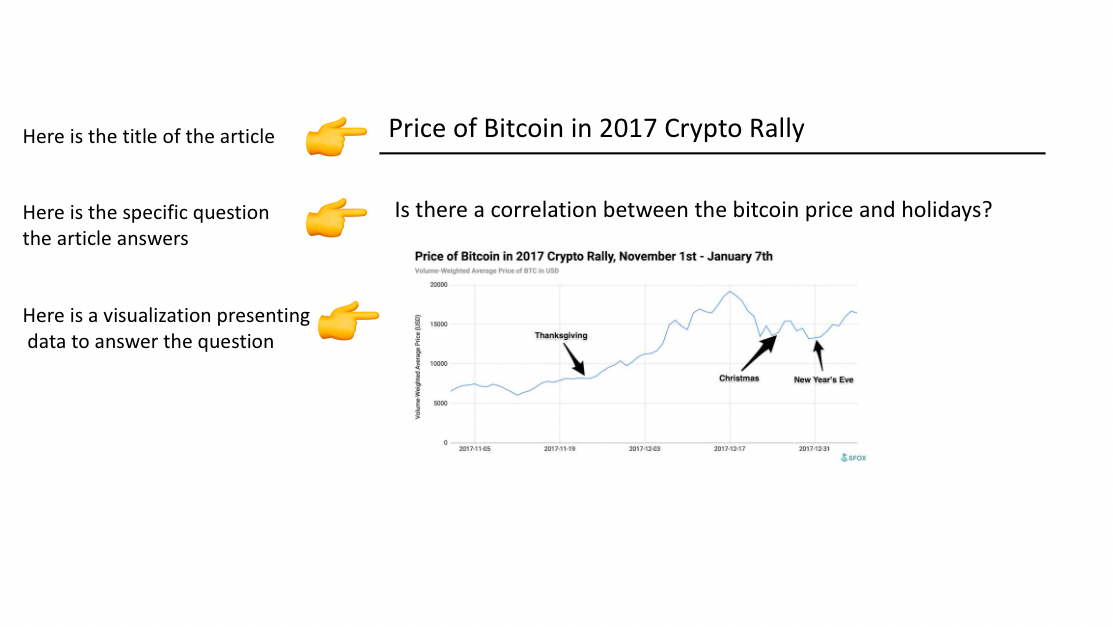 Here is the title of the article
Price of Bitcoin in 2017 Crypto Rally
Here is the specific question
the article answers
Is there a correlation between the bitcoin price and holidays?
Here is a visualization presenting
data to answer the question
Price of Bitcoin in 2017 Crypto Rally, November 1st - January 7th
Volume-Weighted Average Price of BTC in USD
Volume-Weighted Average Price (USD)
20000
15000
10000
5000
0
Thanksgiving
Christmas
New Year's Eve
2017-11-05
2017-11-19
2017-12-03
2017-12-17
2017-12-31
SFOX